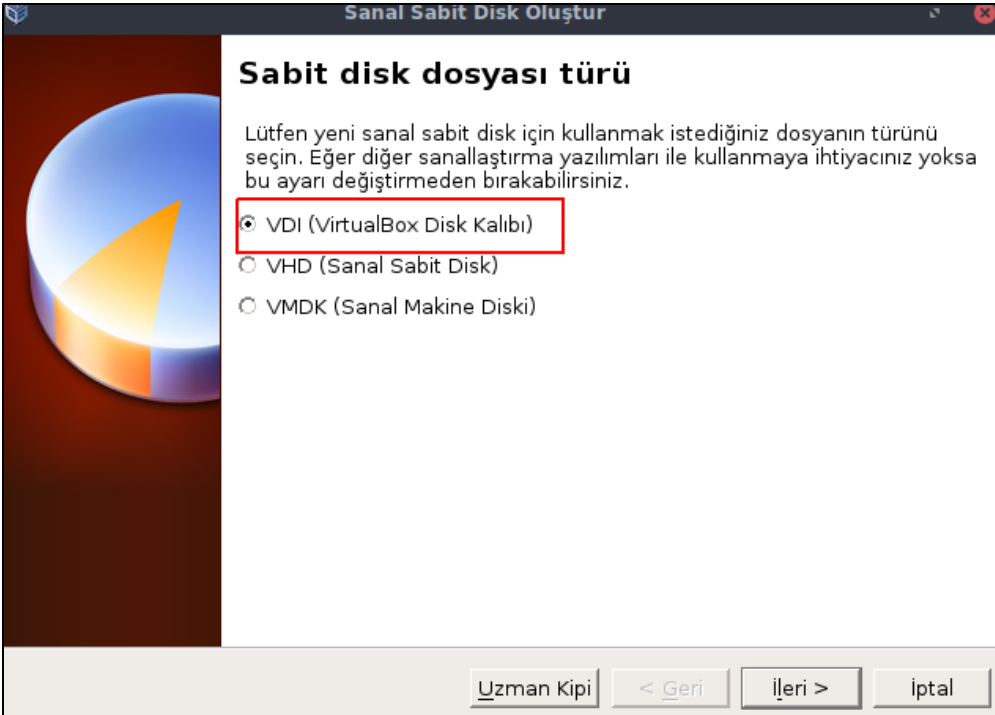 Sanal Sabit Disk Oluştur
Sabit disk dosyası türü
Lütfen yeni sanal sabit disk için kullanmak istediğiniz dosyanın türünü
seçin. Eğer diğer sanallaştırma yazılımları ile kullanmaya ihtiyacınız yoksa
bu ayarı değiştirmeden bırakabilirsiniz.
VDI (VirtualBox Disk Kalıbı)
VHD (Sanal Sabit Disk)
VMDK (Sanal Makine Diski)
Uzman Kipi < Geri İleri > İptal